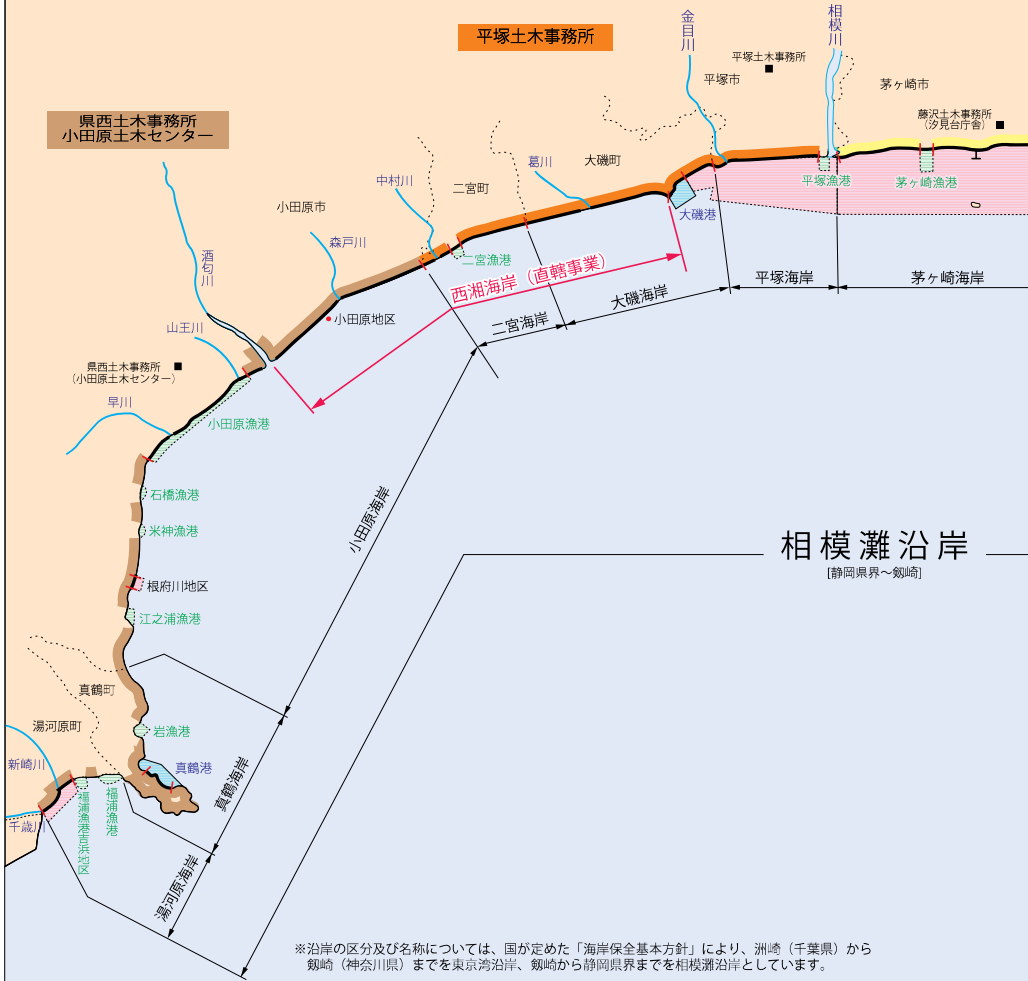 平塚土木事務所
金目川
相模川
平塚土木事務所
平塚市
茅ヶ崎市
藤沢土木事務所
(汐見台庁舎)
県西土木事務所
小田原土木センター
大磯町
葛川
中村川
二宮町
平塚漁港
茅ヶ崎漁港
小田原市
大磯港
森戸川
二宮漁港
酒匂川
西湘海岸(直轄事業)
平塚海岸
茅ヶ崎海岸
大磯海岸
二宮海岸
小田原地区
山王川
県西土木事務所
(小田原土木センター)
早川
小田原漁港
石橋漁港
米神漁港
小田原海岸
相模灘沿岸
[静岡県界～剱崎]
根府川地区
江之浦漁港
真鶴町
湯河原町
岩漁港
新崎川
真鶴港
真鶴海岸
福浦漁港吉浜地区
福浦漁港
千歳川
湯河原海岸
※沿岸の区分及び名称については、国が定めた「海岸保全基本方針」により、洲崎(千葉県)から
剱崎(神奈川県)までを東京湾沿岸、剱崎から静岡県界までを相模灘沿岸としています。